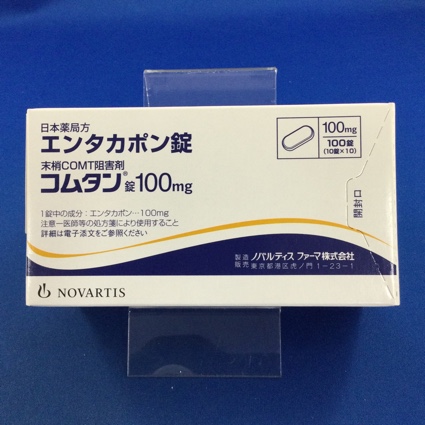 日本薬局方
エンタカポン錠
末梢COMT阻害剤
コムタン®錠100mg
1錠中の成分:エンタカポン…100mg
注意-医師等の処方箋により使用すること
詳細は電子添文をご参照ください
100mg
100錠
(10錠×10)
開封口
製造販売 ノバルティス ファーマ株式会社
東京都港区虎ノ門1-23-1
NOVARTIS